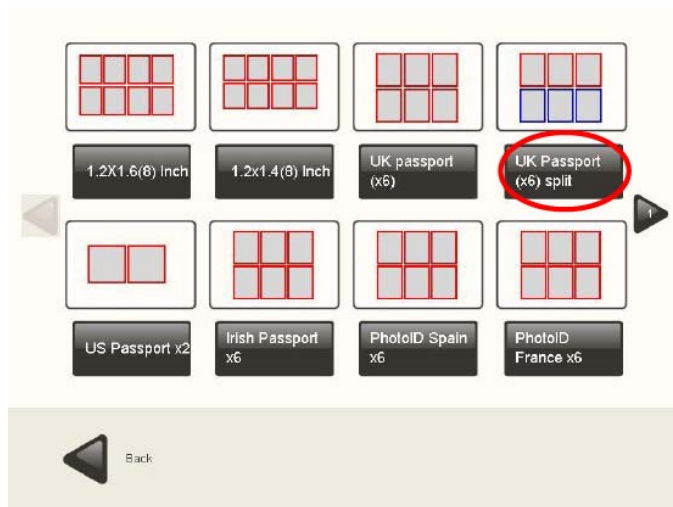 1.2X1.6(8) Inch
1.2x1.4(8) Inch
UK passport
(x6)
UK Passport
(x6) split
1
US Passport x2
Irish Passport
x6
PhotoID Spain
x6
PhotoID
France x6
Back